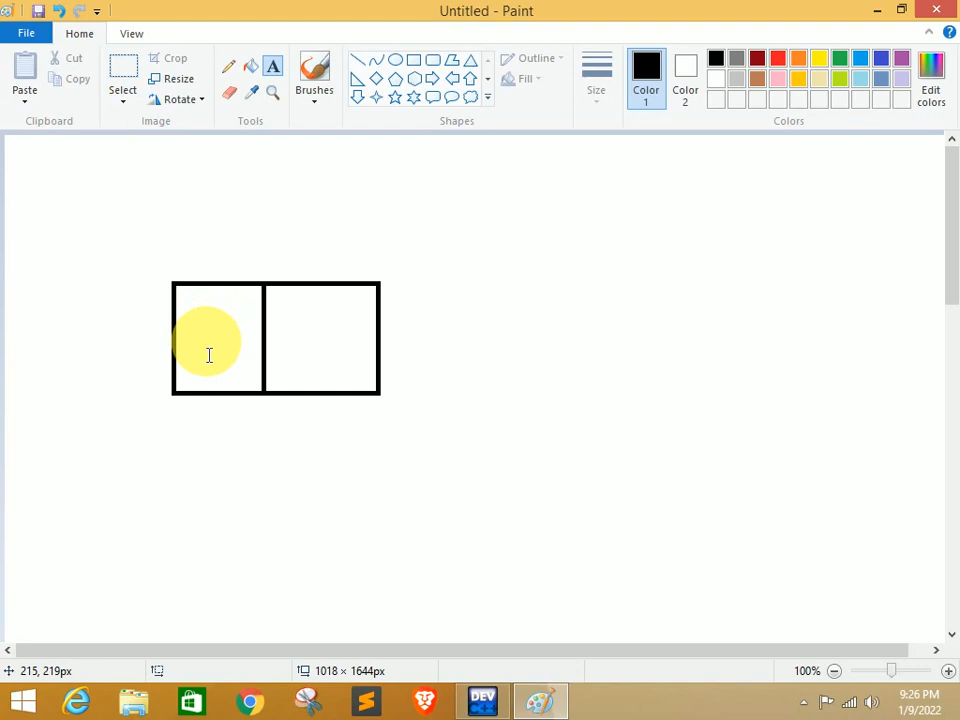 Untitled - Paint
File
Home
View
Paste
Cut
Copy
Clipboard
Select
Crop
Resize
Rotate
Image
A
Tools
Brushes
Outline
Fill
Shapes
Size
Color 1
Color 2
Edit colors
Colors
215, 219px
1018 × 1644px
100%
DEV C++
9:26 PM
1/9/2022